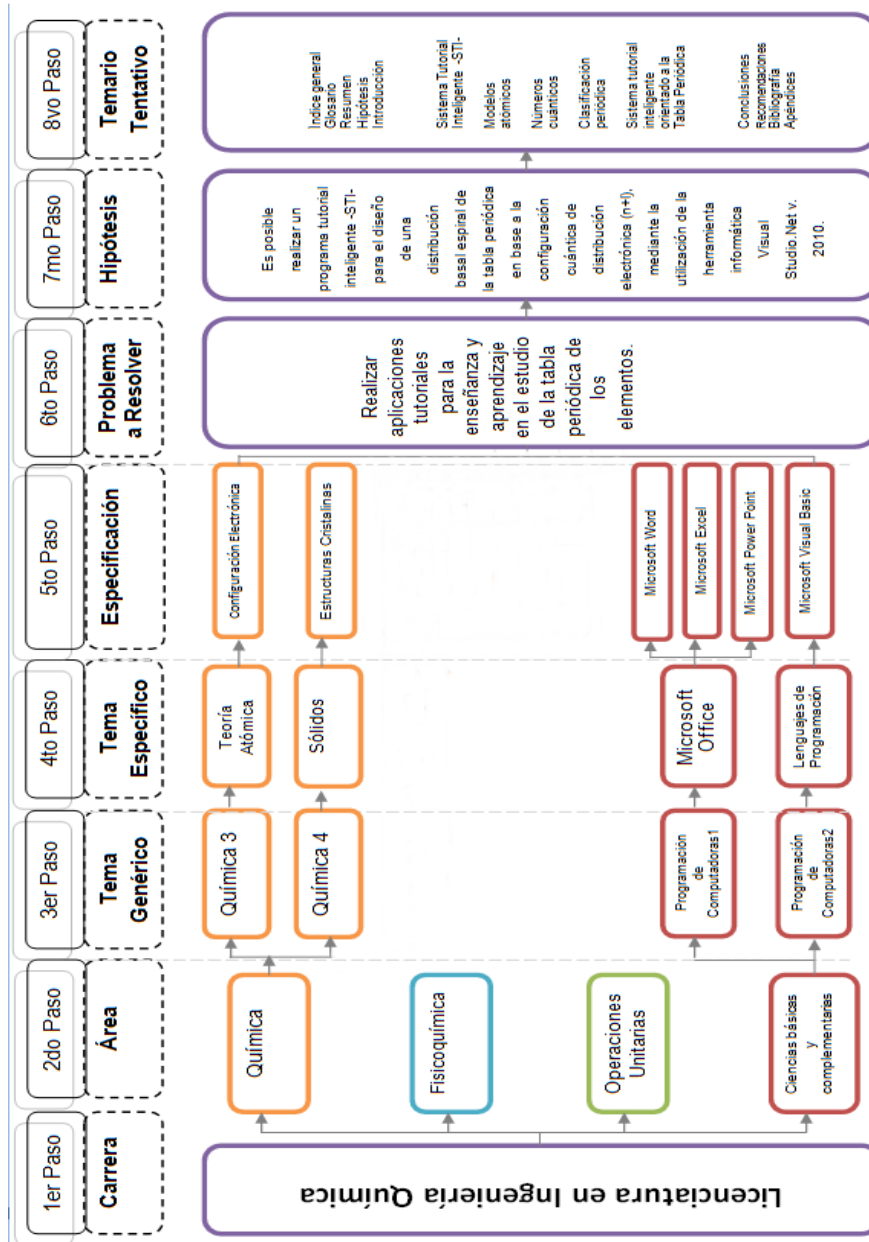 1er Paso
Carrera
Licenciatura en Ingeniería Química
2do Paso
Área
Química
Fisicoquímica
Operaciones
Unitarias
Ciencias básicas
y
complementarias
3er Paso
Tema
Genérico
Química 3
Química 4
Programación
de
Computadoras1
Programación
de
Computadoras2
4to Paso
Tema
Específico
Teoría
Atómica
Sólidos
Microsoft
Office
Lenguajes de
Programación
5to Paso
Especificación
Configuración Electrónica
Estructuras Cristalinas
Microsoft Word
Microsoft Excel
Microsoft Power Point
Microsoft Visual Basic
6to Paso
Problema
a Resolver
Realizar
aplicaciones
tutoriales
para la
enseñanza y
aprendizaje
en el estudio
de la tabla
periódica de
los
elementos.
7mo Paso
Hipótesis
Es posible
realizar un
programa tutorial
inteligente -STI-
para el diseño
de una
distribución
basal espiral de
la tabla periódica
en base a la
configuración
cuántica de
distribución
electrónica (n+l),
mediante la
utilización de la
herramienta
informática
Visual
Studio.Net v.
2010.
8vo Paso
Temario
Tentativo
Indice general
Glosario
Resumen
Hipótesis
Introducción
Sistema Tutorial
Inteligente -STI-
Modelos
atómicos
Números
cuánticos
Clasificación
periódica
Sistema tutorial
inteligente
orientado a la
Tabla Periódica
Conclusiones
Recomendaciones
Bibliografía
Apéndices